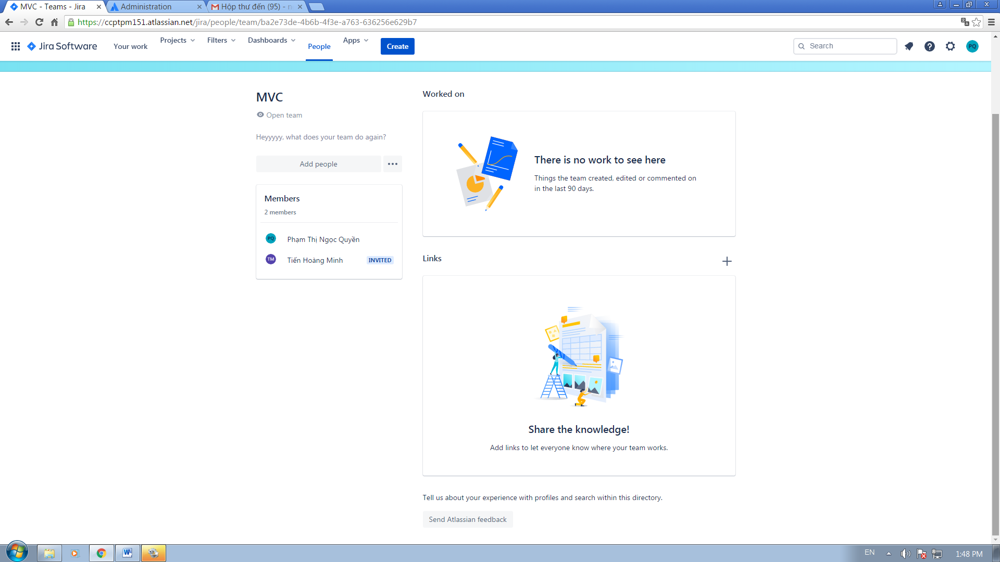 MVC - Teams - Jira
Administration
Hộp thư đến (95) - n
https://ccptpm151.atlassian.net/jira/people/team/ba2e73de-4b6b-4f3e-a763-636256e629b7
Jira Software
Your work
Projects
Filters
Dashboards
People
Apps
Create
Search
PQ
MVC
Open team
Heyyyyy, what does your team do again?
Add people
Members
2 members
PQ Phạm Thị Ngọc Quyền
TM Tiến Hoàng Minh INVITED
Worked on
There is no work to see here
Things the team created, edited or commented on
in the last 90 days.
Links
Share the knowledge!
Add links to let everyone know where your team works.
Tell us about your experience with profiles and search within this directory.
Send Atlassian feedback
EN
1:48 PM